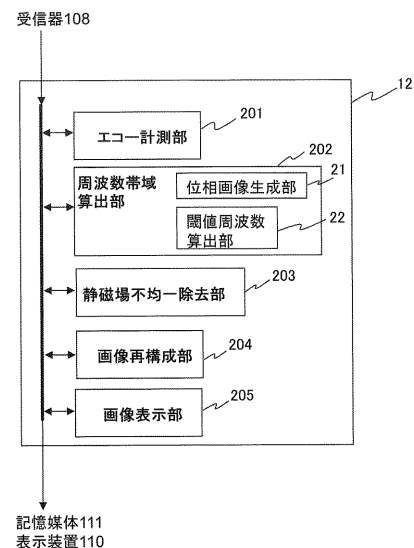 受信器108
12
201
エコー計測部
202
周波数帯域
算出部
21
位相画像生成部
22
閾値周波数
算出部
203
静磁場不均一除去部
204
画像再構成部
205
画像表示部
記憶媒体111
表示装置110